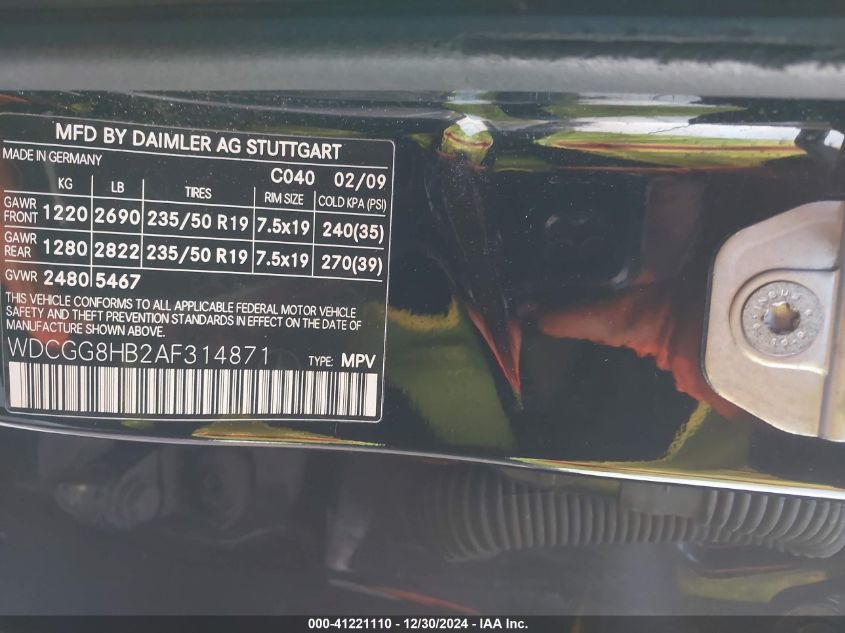 MFD BY DAIMLER AG STUTTGART
MADE IN GERMANY
C040 02/09
KG LB TIRES RIM SIZE COLD KPA (PSI)
GAWR FRONT 1220 2690 235/50 R19 7.5x19 240(35)
GAWR REAR 1280 2822 235/50 R19 7.5x19 270(39)
GVWR 2480 5467
THIS VEHICLE CONFORMS TO ALL APPLICABLE FEDERAL MOTOR VEHICLE
SAFETY AND THEFT PREVENTION STANDARDS IN EFFECT ON THE DATE OF
MANUFACTURE SHOWN ABOVE.
WDCGG8HB2AF314871 TYPE: MPV
000-41221110 - 12/30/2024 - IAA Inc.